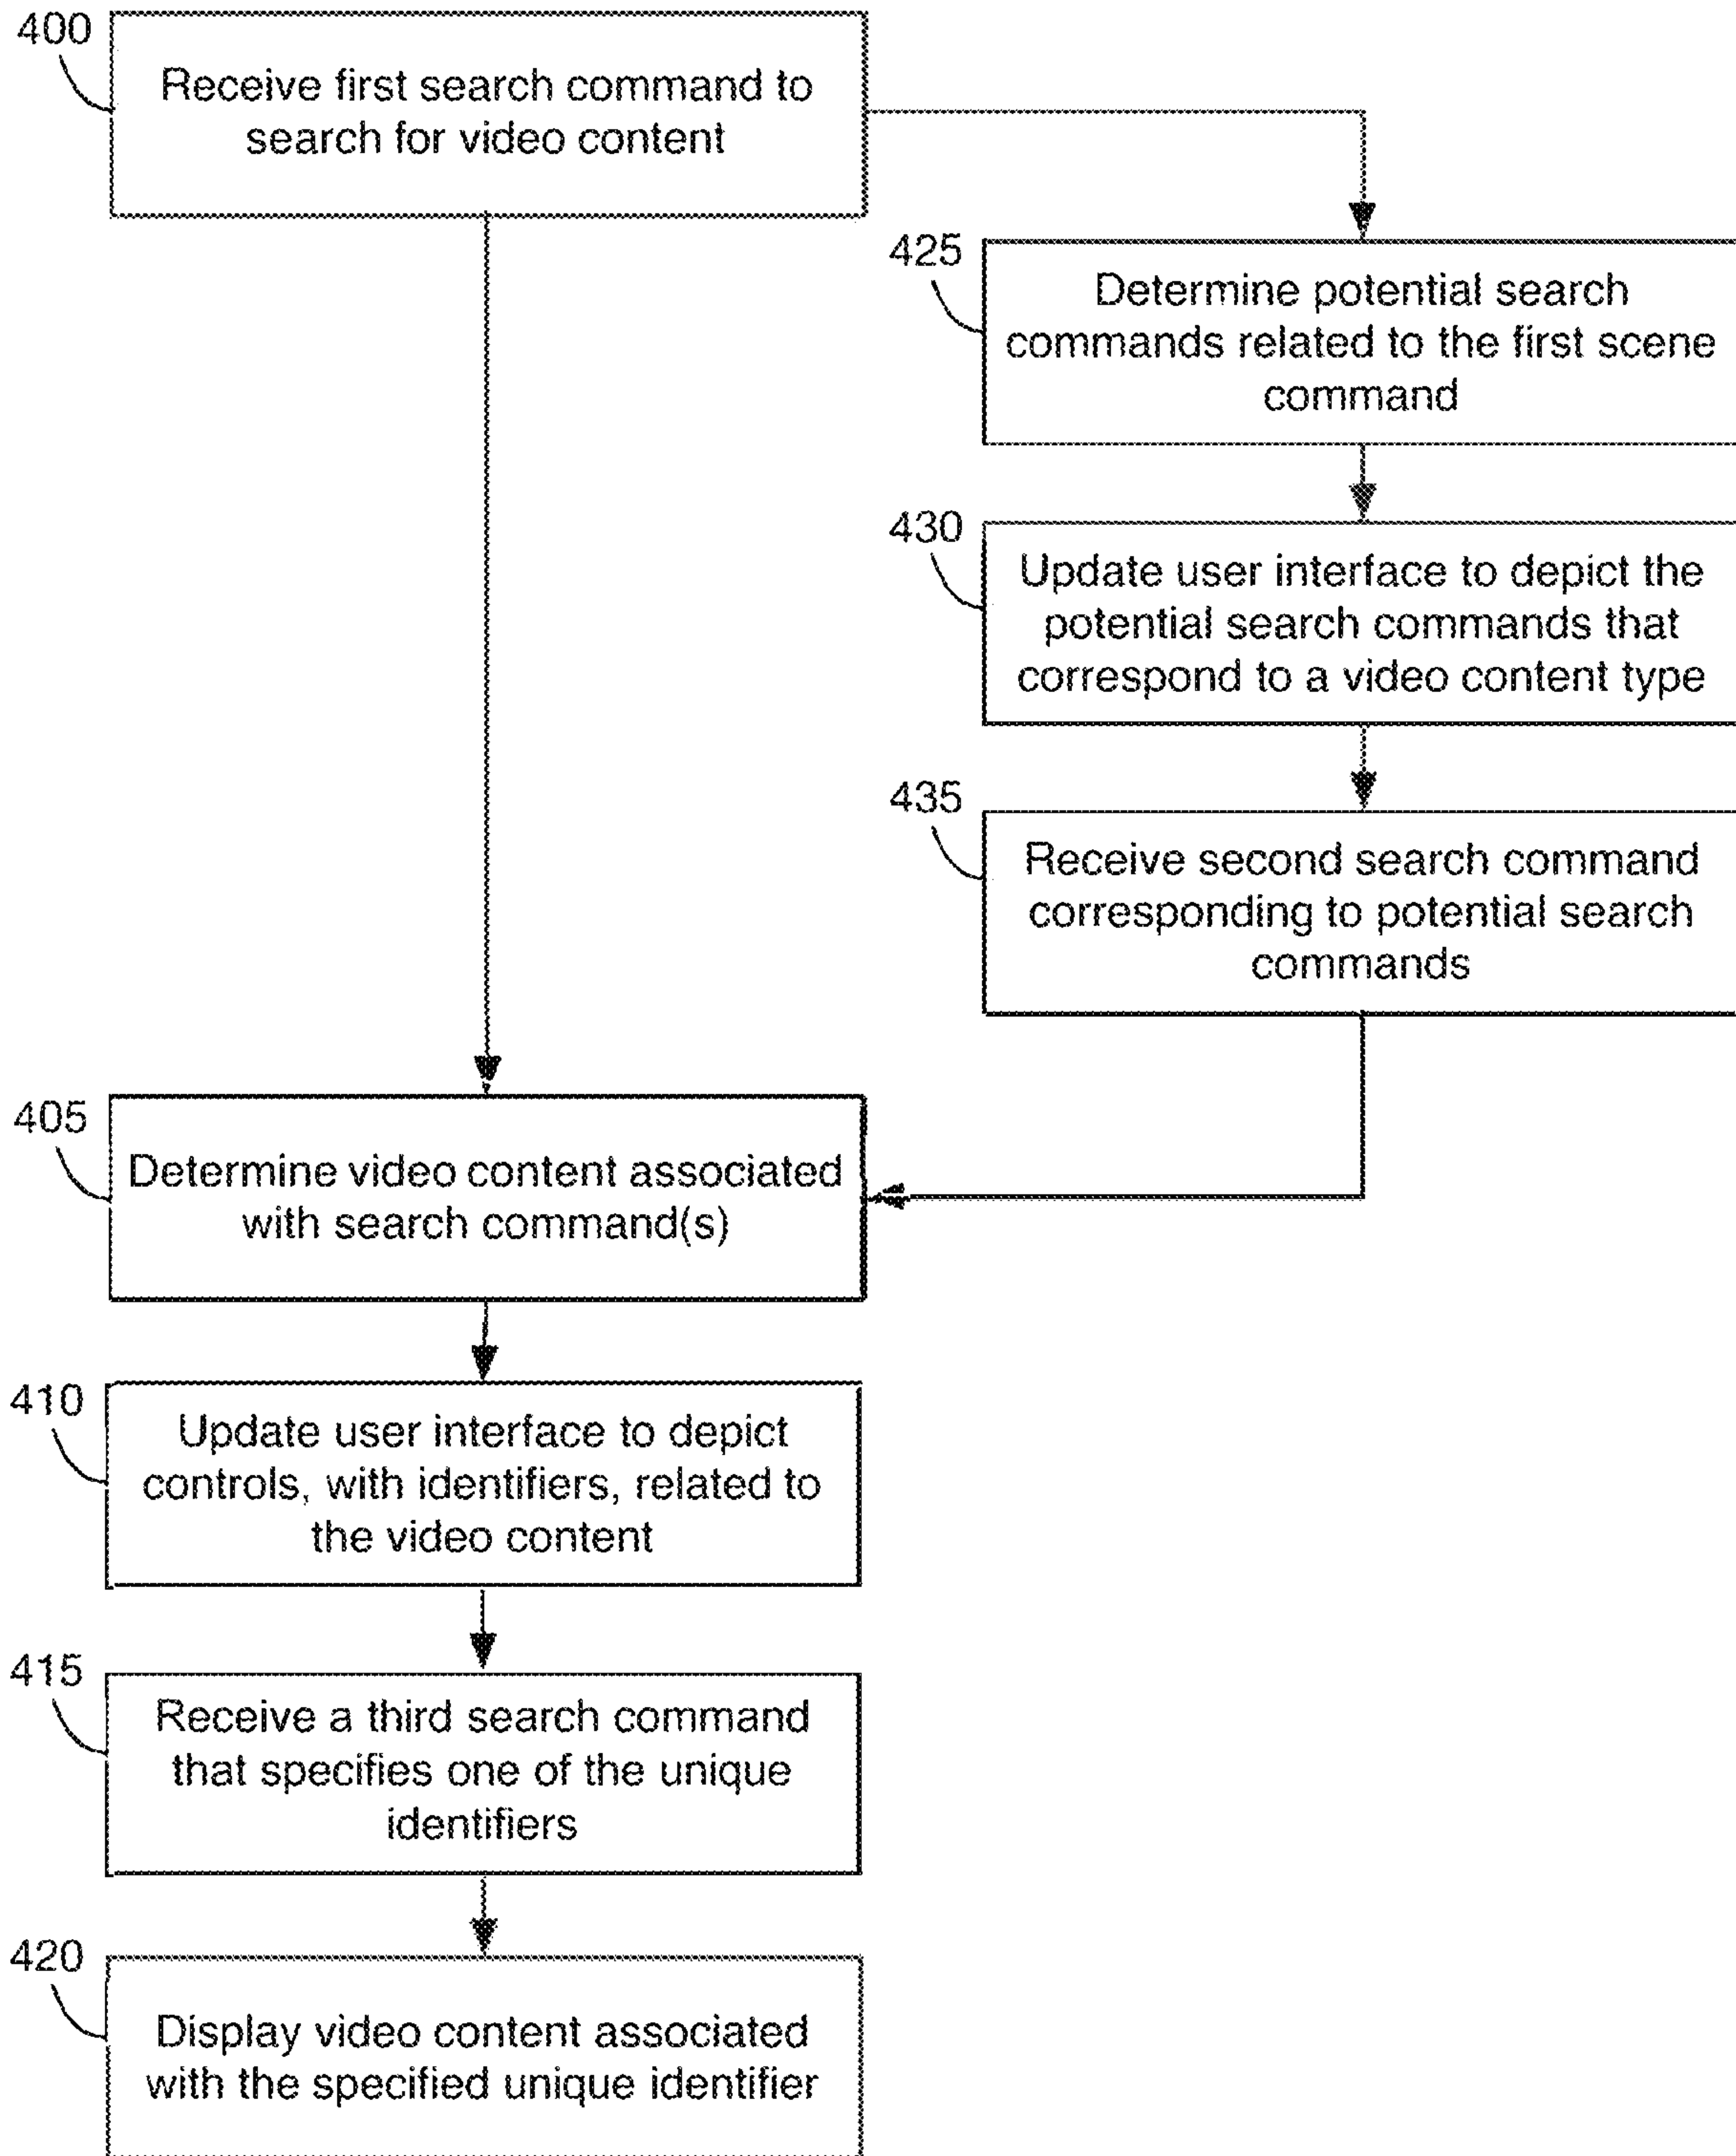 400
Receive first search command to
search for video content
425
Determine potential search
commands related to the first scene
command
430
Update user interface to depict the
potential search commands that
correspond to a video content type
435
Receive second search command
corresponding to potential search
commands
405
Determine video content associated
with search command(s)
410
Update user interface to depict
controls, with identifiers, related to
the video content
415
Receive a third search command
that specifies one of the unique
identifiers
420
Display video content associated
with the specified unique identifier